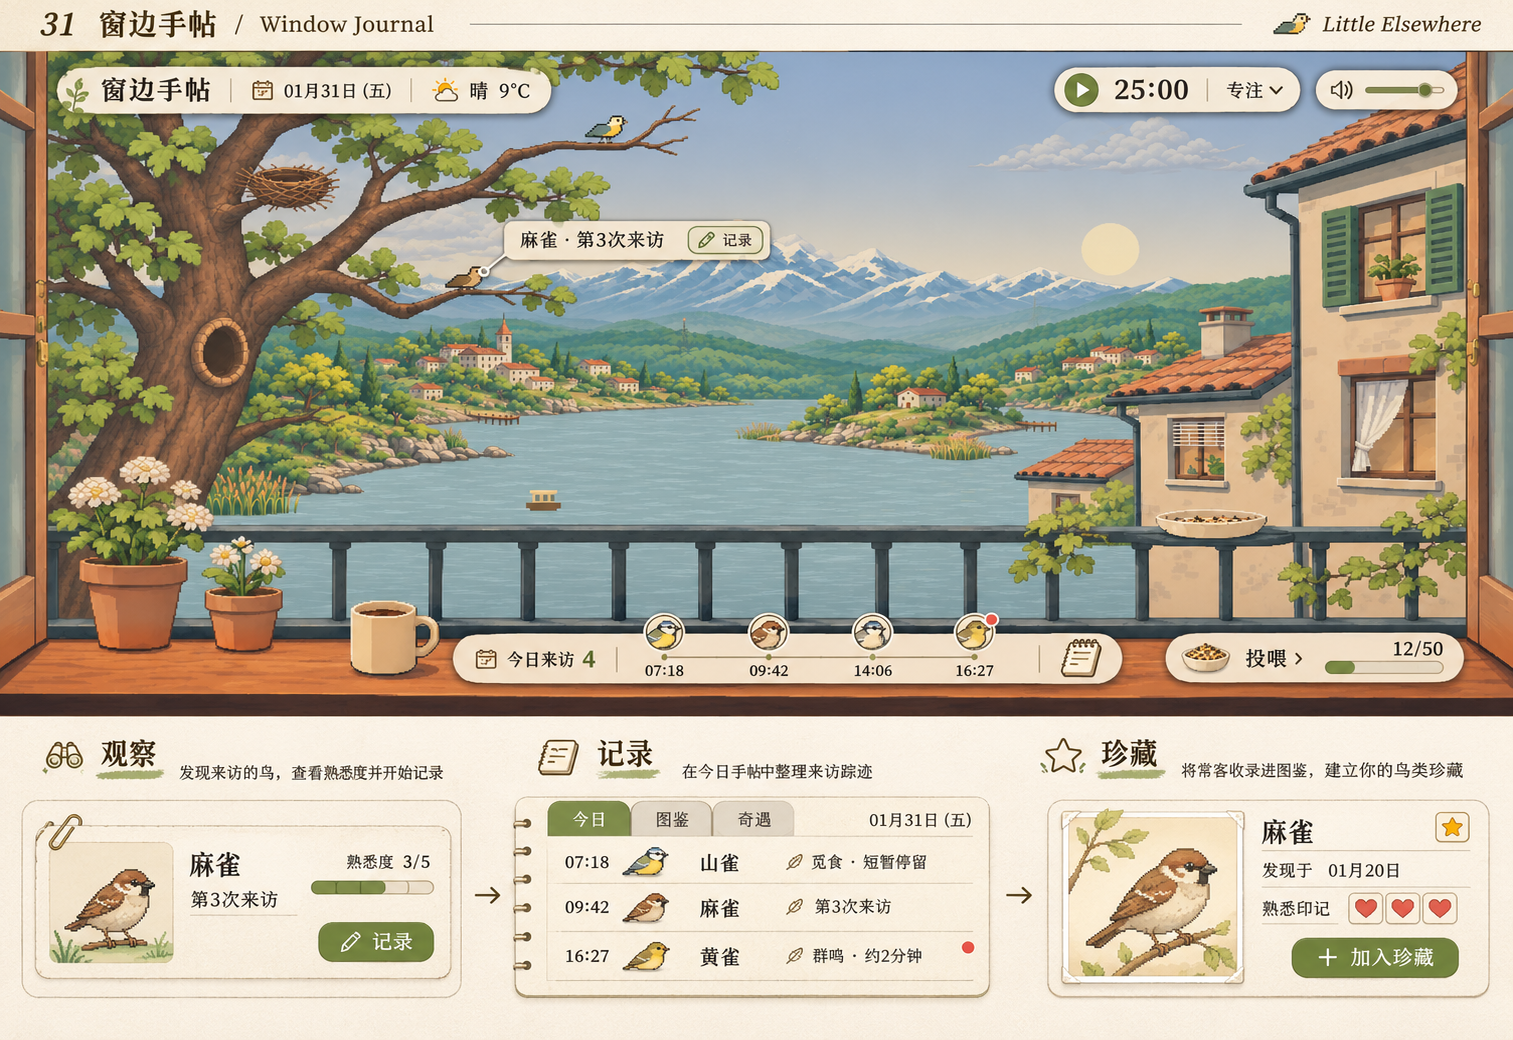 31 窗边手帖 / Window Journal
Little Elsewhere
窗边手帖
01月31日 (五)
晴 9°C
25:00
专注
麻雀 · 第3次来访
记录
今日来访 4
07:18
09:42
14:06
16:27
投喂 ›
12/50
观察
发现来访的鸟，查看熟悉度并开始记录
麻雀
第3次来访
熟悉度 3/5
记录
记录
在今日手帖中整理来访踪迹
今日
图鉴
奇遇
01月31日 (五)
07:18 山雀 觅食 · 短暂停留
09:42 麻雀 第3次来访
16:27 黄雀 群鸣 · 约2分钟
珍藏
将常客收录进图鉴，建立你的鸟类珍藏
麻雀
发现于 01月20日
熟悉印记
+ 加入珍藏